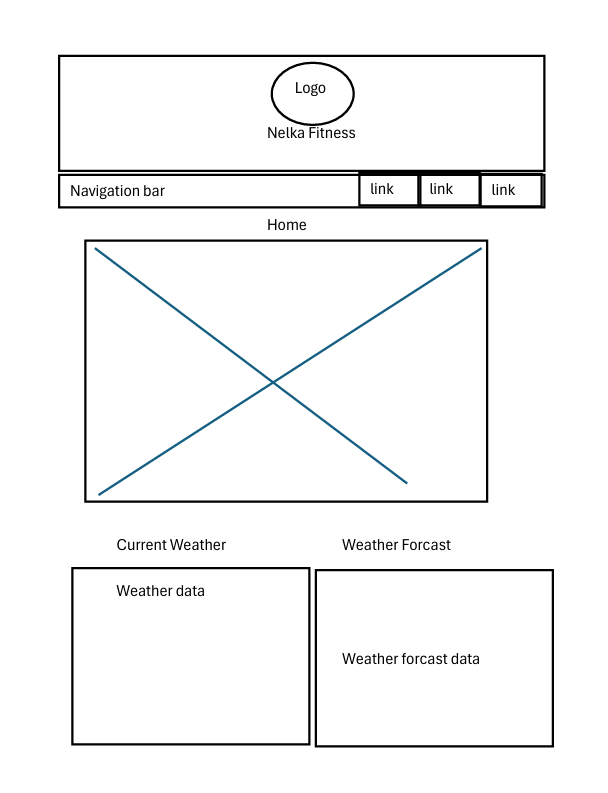 Logo
Nelka Fitness
Navigation bar
link
link
link
Home
Current Weather
Weather Forcast
Weather data
Weather forcast data